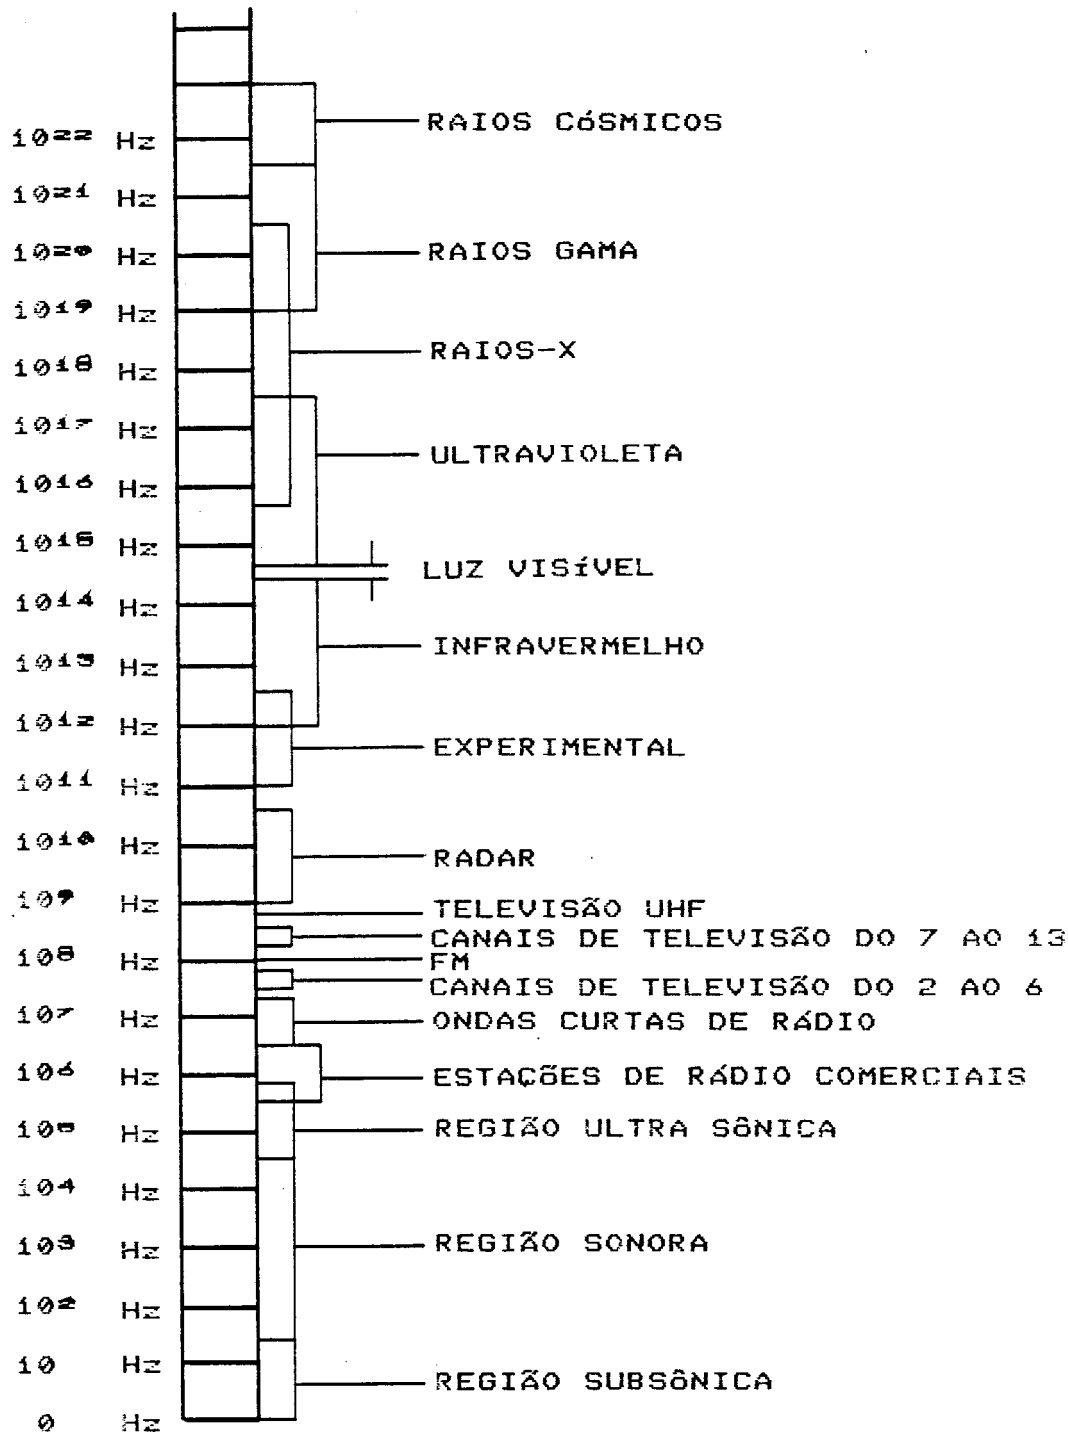 RAIOS CÓSMICOS
10²² Hz
10²¹ Hz
10²⁰ Hz
RAIOS GAMA
10¹⁹ Hz
RAIOS-X
10¹⁸ Hz
10¹⁷ Hz
ULTRAVIOLETA
10¹⁶ Hz
10¹⁵ Hz
LUZ VISÍVEL
10¹⁴ Hz
INFRAVERMELHO
10¹³ Hz
10¹² Hz
EXPERIMENTAL
10¹¹ Hz
10¹⁰ Hz
RADAR
10⁹ Hz
TELEVISÃO UHF
CANAIS DE TELEVISÃO DO 7 AO 13
10⁸ Hz
FM
CANAIS DE TELEVISÃO DO 2 AO 6
10⁷ Hz
ONDAS CURTAS DE RÁDIO
10⁶ Hz
ESTAÇÕES DE RÁDIO COMERCIAIS
10⁵ Hz
REGIÃO ULTRA SÔNICA
10⁴ Hz
10³ Hz
REGIÃO SONORA
10² Hz
10 Hz
REGIÃO SUBSÔNICA
0 Hz